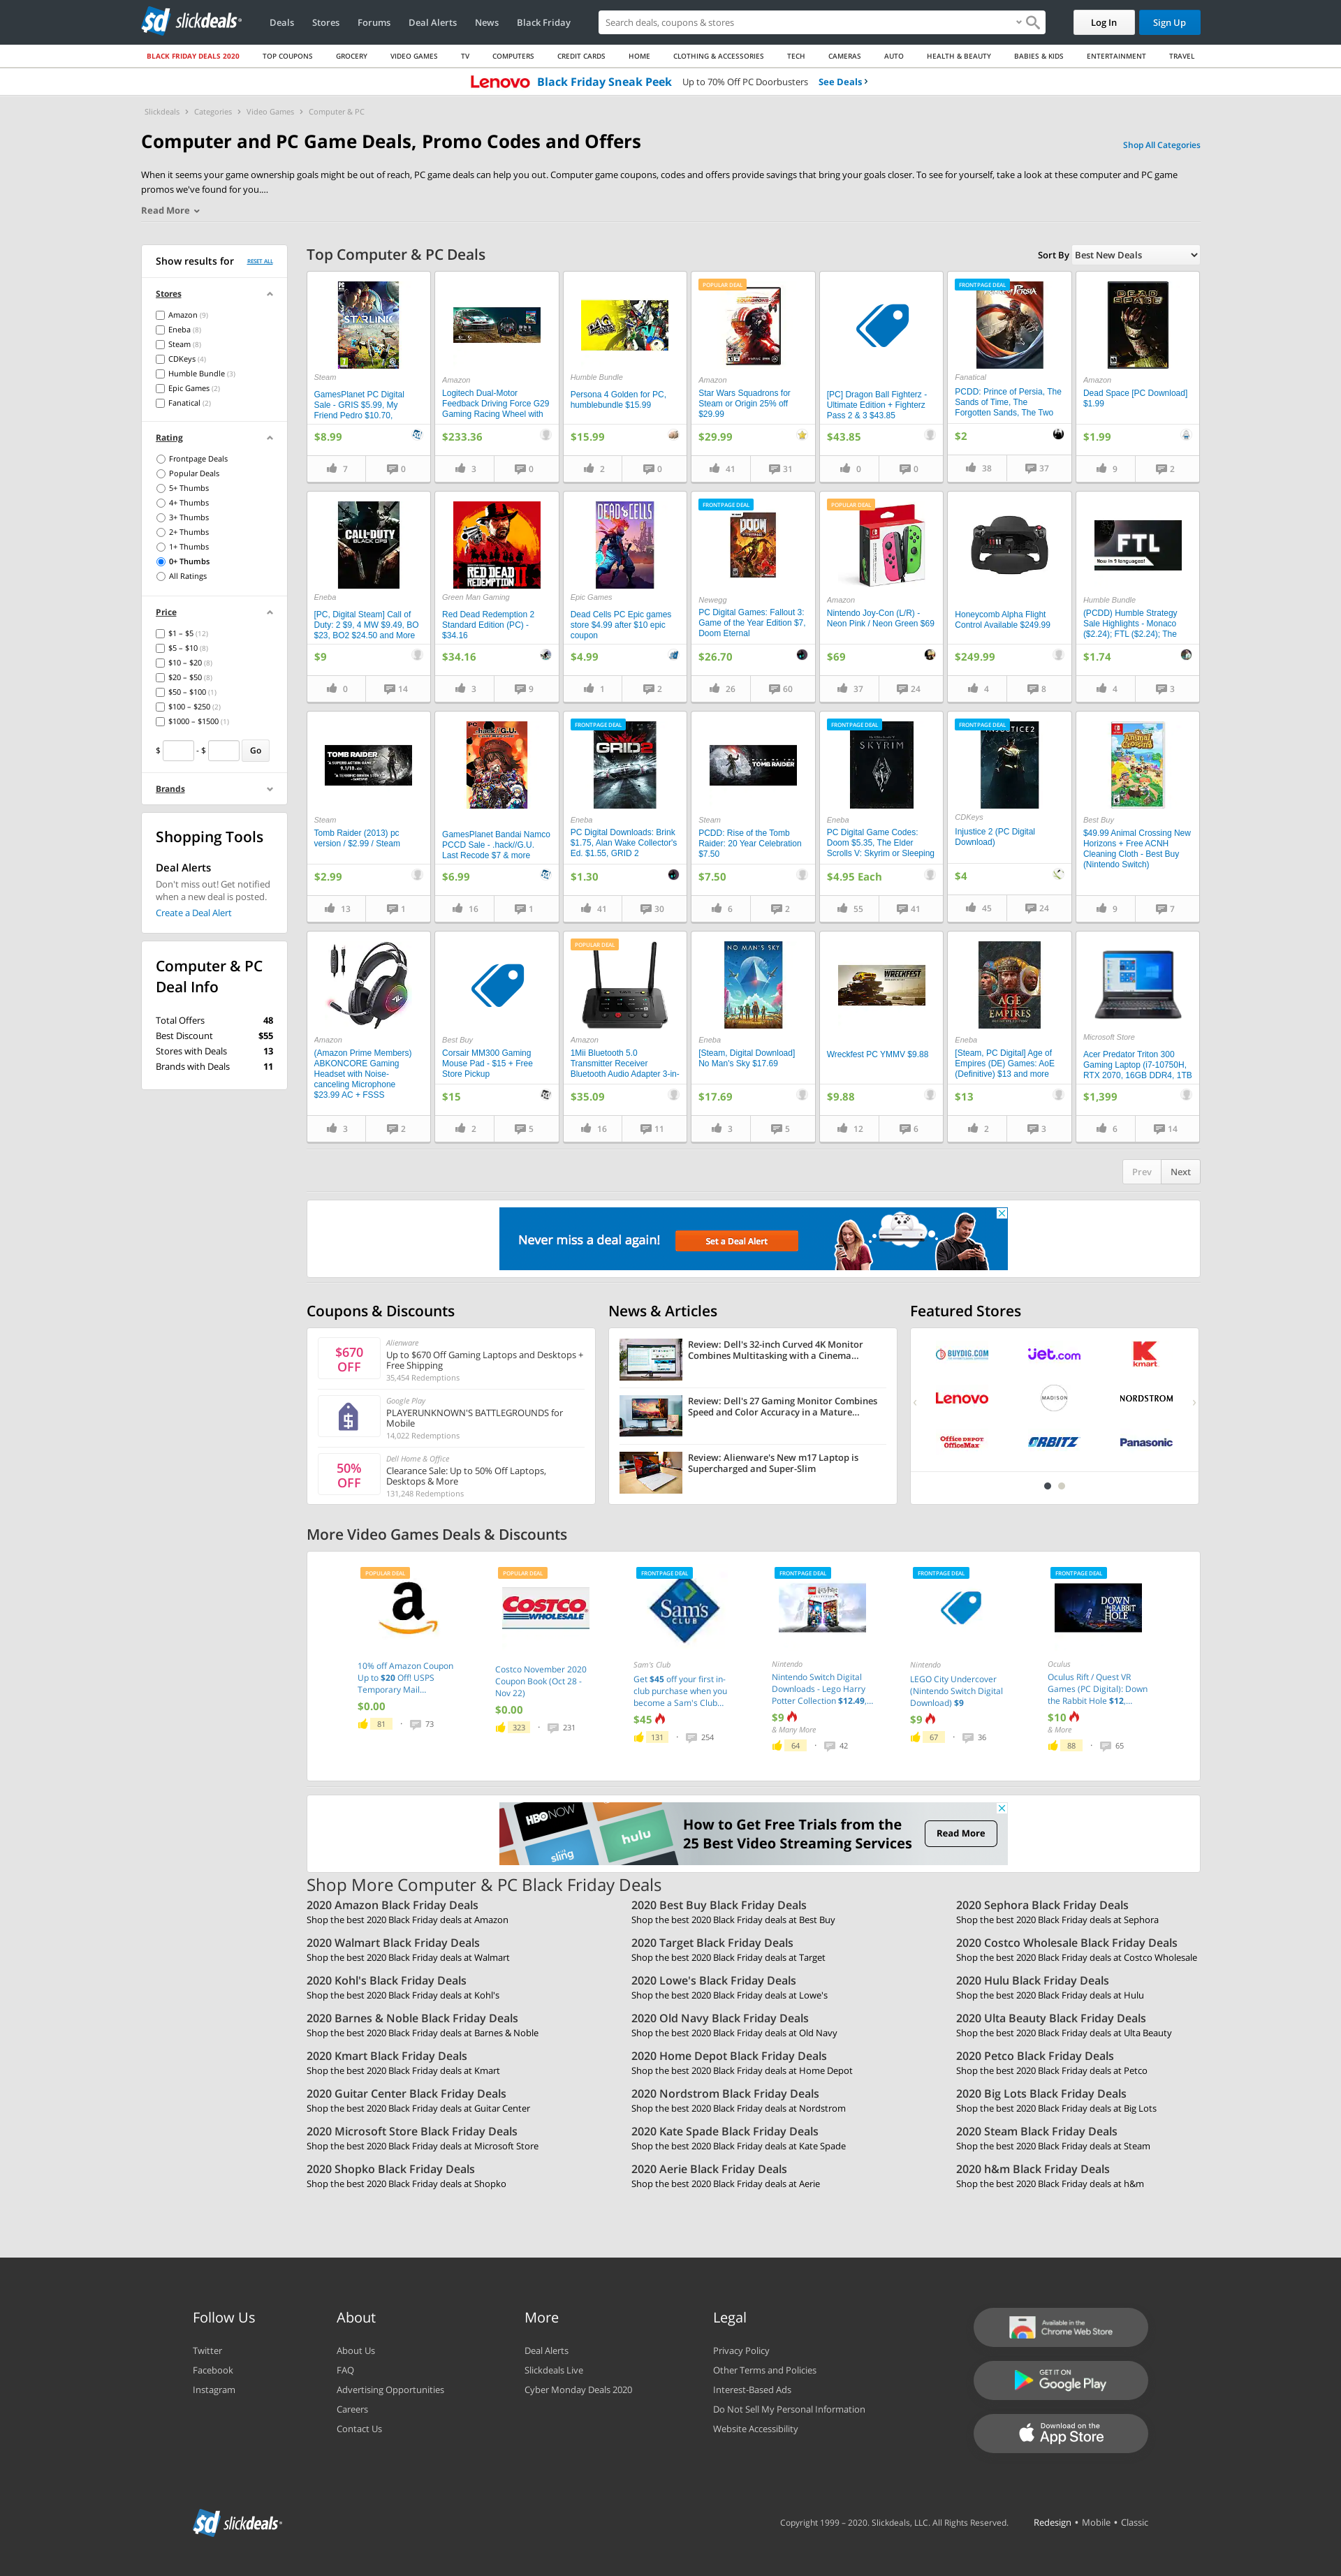 slickdeals
Deals
Stores
Forums
Deal Alerts
News
Black Friday
Search deals, coupons & stores
Log In
Sign Up
BLACK FRIDAY DEALS 2020
TOP COUPONS
GROCERY
VIDEO GAMES
TV
COMPUTERS
CREDIT CARDS
HOME
CLOTHING & ACCESSORIES
TECH
CAMERAS
AUTO
HEALTH & BEAUTY
BABIES & KIDS
ENTERTAINMENT
TRAVEL
Lenovo Black Friday Sneak Peek Up to 70% Off PC Doorbusters See Deals
Slickdeals > Categories > Video Games > Computer & PC
Computer and PC Game Deals, Promo Codes and Offers
Shop All Categories
When it seems your game ownership goals might be out of reach, PC game deals can help you out. Computer game coupons, codes and offers provide savings that bring your goals closer. To see for yourself, take a look at these computer and PC game
promos we've found for you....
Read More
Show results for RESET ALL
Stores
Amazon (9)
Eneba (8)
Steam (8)
CDKeys (4)
Humble Bundle (3)
Epic Games (2)
Fanatical (2)
Rating
Frontpage Deals
Popular Deals
5+ Thumbs
4+ Thumbs
3+ Thumbs
2+ Thumbs
1+ Thumbs
0+ Thumbs
All Ratings
Price
$1 – $5 (12)
$5 – $10 (8)
$10 – $20 (8)
$20 – $50 (8)
$50 – $100 (1)
$100 – $250 (2)
$1000 – $1500 (1)
$ - $ Go
Brands
Shopping Tools
Deal Alerts
Don't miss out! Get notified
when a new deal is posted.
Create a Deal Alert
Computer & PC
Deal Info
Total Offers 48
Best Discount $55
Stores with Deals 13
Brands with Deals 11
Top Computer & PC Deals
Sort By Best New Deals
STARLINK
Steam
GamesPlanet PC Digital
Sale - GRIS $5.99, My
Friend Pedro $10.70,
$8.99
7 0
Amazon
Logitech Dual-Motor
Feedback Driving Force G29
Gaming Racing Wheel with
$233.36
3 0
Humble Bundle
Persona 4 Golden for PC,
humblebundle $15.99
$15.99
2 0
POPULAR DEAL
Amazon
Star Wars Squadrons for
Steam or Origin 25% off
$29.99
$29.99
41 31
[PC] Dragon Ball Fighterz -
Ultimate Edition + Fighterz
Pass 2 & 3 $43.85
$43.85
0 0
FRONTPAGE DEAL
Fanatical
PCDD: Prince of Persia, The
Sands of Time, The
Forgotten Sands, The Two
$2
38 37
DEAD SPACE
Amazon
Dead Space [PC Download]
$1.99
$1.99
9 2
CALL OF DUTY
BLACK OPS
Eneba
[PC, Digital Steam] Call of
Duty: 2 $9, 4 MW $9.49, BO
$23, BO2 $24.50 and More
$9
0 14
RED DEAD
REDEMPTION II
Green Man Gaming
Red Dead Redemption 2
Standard Edition (PC) -
$34.16
$34.16
3 9
DEAD CELLS
Epic Games
Dead Cells PC Epic games
store $4.99 after $10 epic
coupon
$4.99
1 2
FRONTPAGE DEAL
DOOM
Newegg
PC Digital Games: Fallout 3:
Game of the Year Edition $7,
Doom Eternal
$26.70
26 60
POPULAR DEAL
Amazon
Nintendo Joy-Con (L/R) -
Neon Pink / Neon Green $69
$69
37 24
Honeycomb Alpha Flight
Control Available $249.99
$249.99
4 8
FTL
Now in 9 languages!
Humble Bundle
(PCDD) Humble Strategy
Sale Highlights - Monaco
($2.24); FTL ($2.24); The
$1.74
4 3
TOMB RAIDER
Steam
Tomb Raider (2013) pc
version / $2.99 / Steam
$2.99
13 1
.hack//G.U.
GamesPlanet Bandai Namco
PCCD Sale - .hack//G.U.
Last Recode $7 & more
$6.99
16 1
FRONTPAGE DEAL
GRID 2
Eneba
PC Digital Downloads: Brink
$1.75, Alan Wake Collector's
Ed. $1.55, GRID 2
$1.30
41 30
RISE OF THE
TOMB RAIDER
Steam
PCDD: Rise of the Tomb
Raider: 20 Year Celebration
$7.50
$7.50
6 2
FRONTPAGE DEAL
SKYRIM
Eneba
PC Digital Game Codes:
Doom $5.35, The Elder
Scrolls V: Skyrim or Sleeping
$4.95 Each
55 41
FRONTPAGE DEAL
INJUSTICE 2
CDKeys
Injustice 2 (PC Digital
Download)
$4
45 24
Animal Crossing
Best Buy
$49.99 Animal Crossing New
Horizons + Free ACNH
Cleaning Cloth - Best Buy
(Nintendo Switch)
9 7
Amazon
(Amazon Prime Members)
ABKONCORE Gaming
Headset with Noise-
canceling Microphone
$23.99 AC + FSSS
3 2
Best Buy
Corsair MM300 Gaming
Mouse Pad - $15 + Free
Store Pickup
$15
2 5
POPULAR DEAL
Amazon
1Mii Bluetooth 5.0
Transmitter Receiver
Bluetooth Audio Adapter 3-in-
$35.09
16 11
NO MAN'S SKY
Eneba
[Steam, Digital Download]
No Man's Sky $17.69
$17.69
3 5
WRECKFEST
Wreckfest PC YMMV $9.88
$9.88
12 6
AGE
EMPIRES
Eneba
[Steam, PC Digital] Age of
Empires (DE) Games: AoE
(Definitive) $13 and more
$13
2 3
Microsoft Store
Acer Predator Triton 300
Gaming Laptop (i7-10750H,
RTX 2070, 16GB DDR4, 1TB
$1,399
6 14
Prev Next
Never miss a deal again! Set a Deal Alert
Coupons & Discounts
$670
OFF
Alienware
Up to $670 Off Gaming Laptops and Desktops +
Free Shipping
35,454 Redemptions
Google Play
PLAYERUNKNOWN'S BATTLEGROUNDS for
Mobile
14,022 Redemptions
50%
OFF
Dell Home & Office
Clearance Sale: Up to 50% Off Laptops,
Desktops & More
131,248 Redemptions
News & Articles
Review: Dell's 32-inch Curved 4K Monitor
Combines Multitasking with a Cinema...
Review: Dell's 27 Gaming Monitor Combines
Speed and Color Accuracy in a Mature...
Review: Alienware's New m17 Laptop is
Supercharged and Super-Slim
Featured Stores
BUYDIG.COM
Jet.com
kmart
Lenovo
MADISON
NORDSTROM
Office DEPOT
OfficeMax
ORBITZ
Panasonic
More Video Games Deals & Discounts
POPULAR DEAL
10% off Amazon Coupon
Up to $20 Off! USPS
Temporary Mail...
$0.00
81 · 73
POPULAR DEAL
COSTCO
WHOLESALE
Costco November 2020
Coupon Book (Oct 28 -
Nov 22)
$0.00
323 · 231
FRONTPAGE DEAL
Sam's
CLUB
Sam's Club
Get $45 off your first in-
club purchase when you
become a Sam's Club...
$45
131 · 254
FRONTPAGE DEAL
Nintendo
Nintendo Switch Digital
Downloads - Lego Harry
Potter Collection $12.49,...
$9
& Many More
64 · 42
FRONTPAGE DEAL
Nintendo
LEGO City Undercover
(Nintendo Switch Digital
Download) $9
$9
67 · 36
FRONTPAGE DEAL
DOWN
the RABBIT
HOLE
Oculus
Oculus Rift / Quest VR
Games (PC Digital): Down
the Rabbit Hole $12,...
$10
& More
88 · 65
HBO NOW
hulu
sling
How to Get Free Trials from the
25 Best Video Streaming Services
Read More
Shop More Computer & PC Black Friday Deals
2020 Amazon Black Friday Deals
Shop the best 2020 Black Friday deals at Amazon
2020 Best Buy Black Friday Deals
Shop the best 2020 Black Friday deals at Best Buy
2020 Sephora Black Friday Deals
Shop the best 2020 Black Friday deals at Sephora
2020 Walmart Black Friday Deals
Shop the best 2020 Black Friday deals at Walmart
2020 Target Black Friday Deals
Shop the best 2020 Black Friday deals at Target
2020 Costco Wholesale Black Friday Deals
Shop the best 2020 Black Friday deals at Costco Wholesale
2020 Kohl's Black Friday Deals
Shop the best 2020 Black Friday deals at Kohl's
2020 Lowe's Black Friday Deals
Shop the best 2020 Black Friday deals at Lowe's
2020 Hulu Black Friday Deals
Shop the best 2020 Black Friday deals at Hulu
2020 Barnes & Noble Black Friday Deals
Shop the best 2020 Black Friday deals at Barnes & Noble
2020 Old Navy Black Friday Deals
Shop the best 2020 Black Friday deals at Old Navy
2020 Ulta Beauty Black Friday Deals
Shop the best 2020 Black Friday deals at Ulta Beauty
2020 Kmart Black Friday Deals
Shop the best 2020 Black Friday deals at Kmart
2020 Home Depot Black Friday Deals
Shop the best 2020 Black Friday deals at Home Depot
2020 Petco Black Friday Deals
Shop the best 2020 Black Friday deals at Petco
2020 Guitar Center Black Friday Deals
Shop the best 2020 Black Friday deals at Guitar Center
2020 Nordstrom Black Friday Deals
Shop the best 2020 Black Friday deals at Nordstrom
2020 Big Lots Black Friday Deals
Shop the best 2020 Black Friday deals at Big Lots
2020 Microsoft Store Black Friday Deals
Shop the best 2020 Black Friday deals at Microsoft Store
2020 Kate Spade Black Friday Deals
Shop the best 2020 Black Friday deals at Kate Spade
2020 Steam Black Friday Deals
Shop the best 2020 Black Friday deals at Steam
2020 Shopko Black Friday Deals
Shop the best 2020 Black Friday deals at Shopko
2020 Aerie Black Friday Deals
Shop the best 2020 Black Friday deals at Aerie
2020 h&m Black Friday Deals
Shop the best 2020 Black Friday deals at h&m
Follow Us
Twitter
Facebook
Instagram
About
About Us
FAQ
Advertising Opportunities
Careers
Contact Us
More
Deal Alerts
Slickdeals Live
Cyber Monday Deals 2020
Legal
Privacy Policy
Other Terms and Policies
Interest-Based Ads
Do Not Sell My Personal Information
Website Accessibility
Available in the
Chrome Web Store
GET IT ON
Google Play
Download on the
App Store
slickdeals
Copyright 1999 – 2020. Slickdeals, LLC. All Rights Reserved.
Redesign • Mobile • Classic